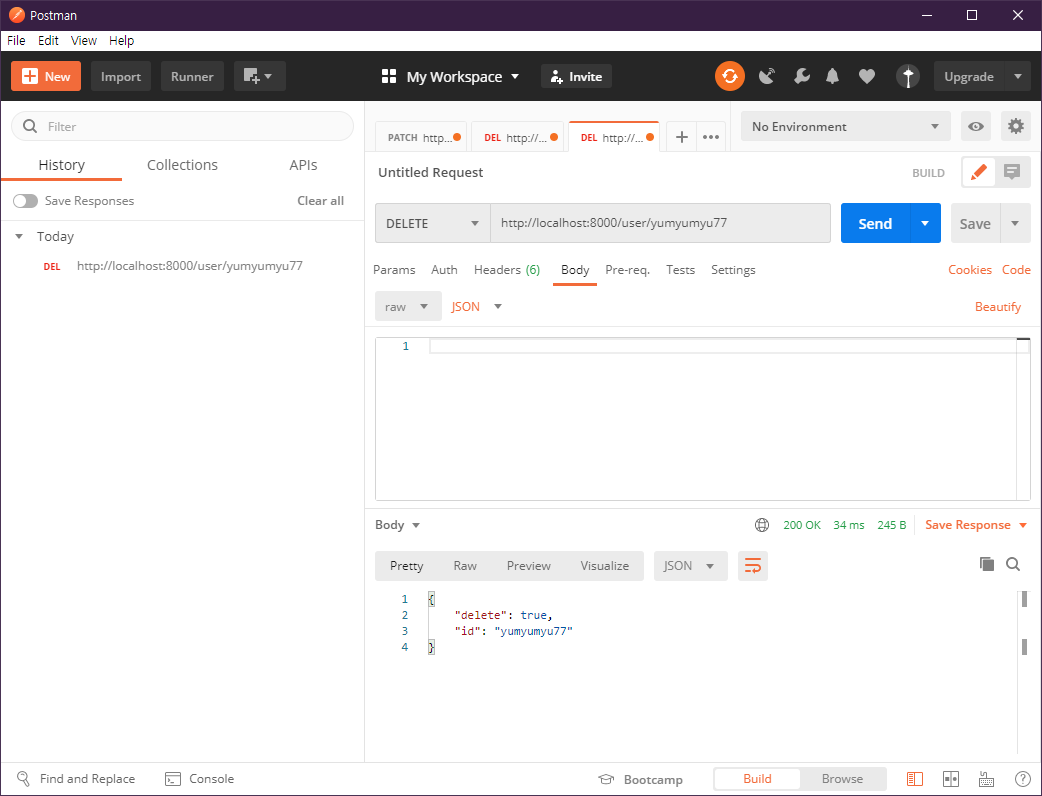 Postman
File Edit View Help
New Import Runner My Workspace Invite Upgrade
Filter
History Collections APIs
Save Responses Clear all
Today
DEL http://localhost:8000/user/yumyumyu77
PATCH http... DEL http://... DEL http://... No Environment
Untitled Request BUILD
DELETE http://localhost:8000/user/yumyumyu77 Send Save
Params Auth Headers (6) Body Pre-req. Tests Settings Cookies Code
raw JSON Beautify
1
Body 200 OK 34 ms 245 B Save Response
Pretty Raw Preview Visualize JSON
1 {
2 "delete": true,
3 "id": "yumyumyu77"
4 }
Find and Replace Console Bootcamp Build Browse